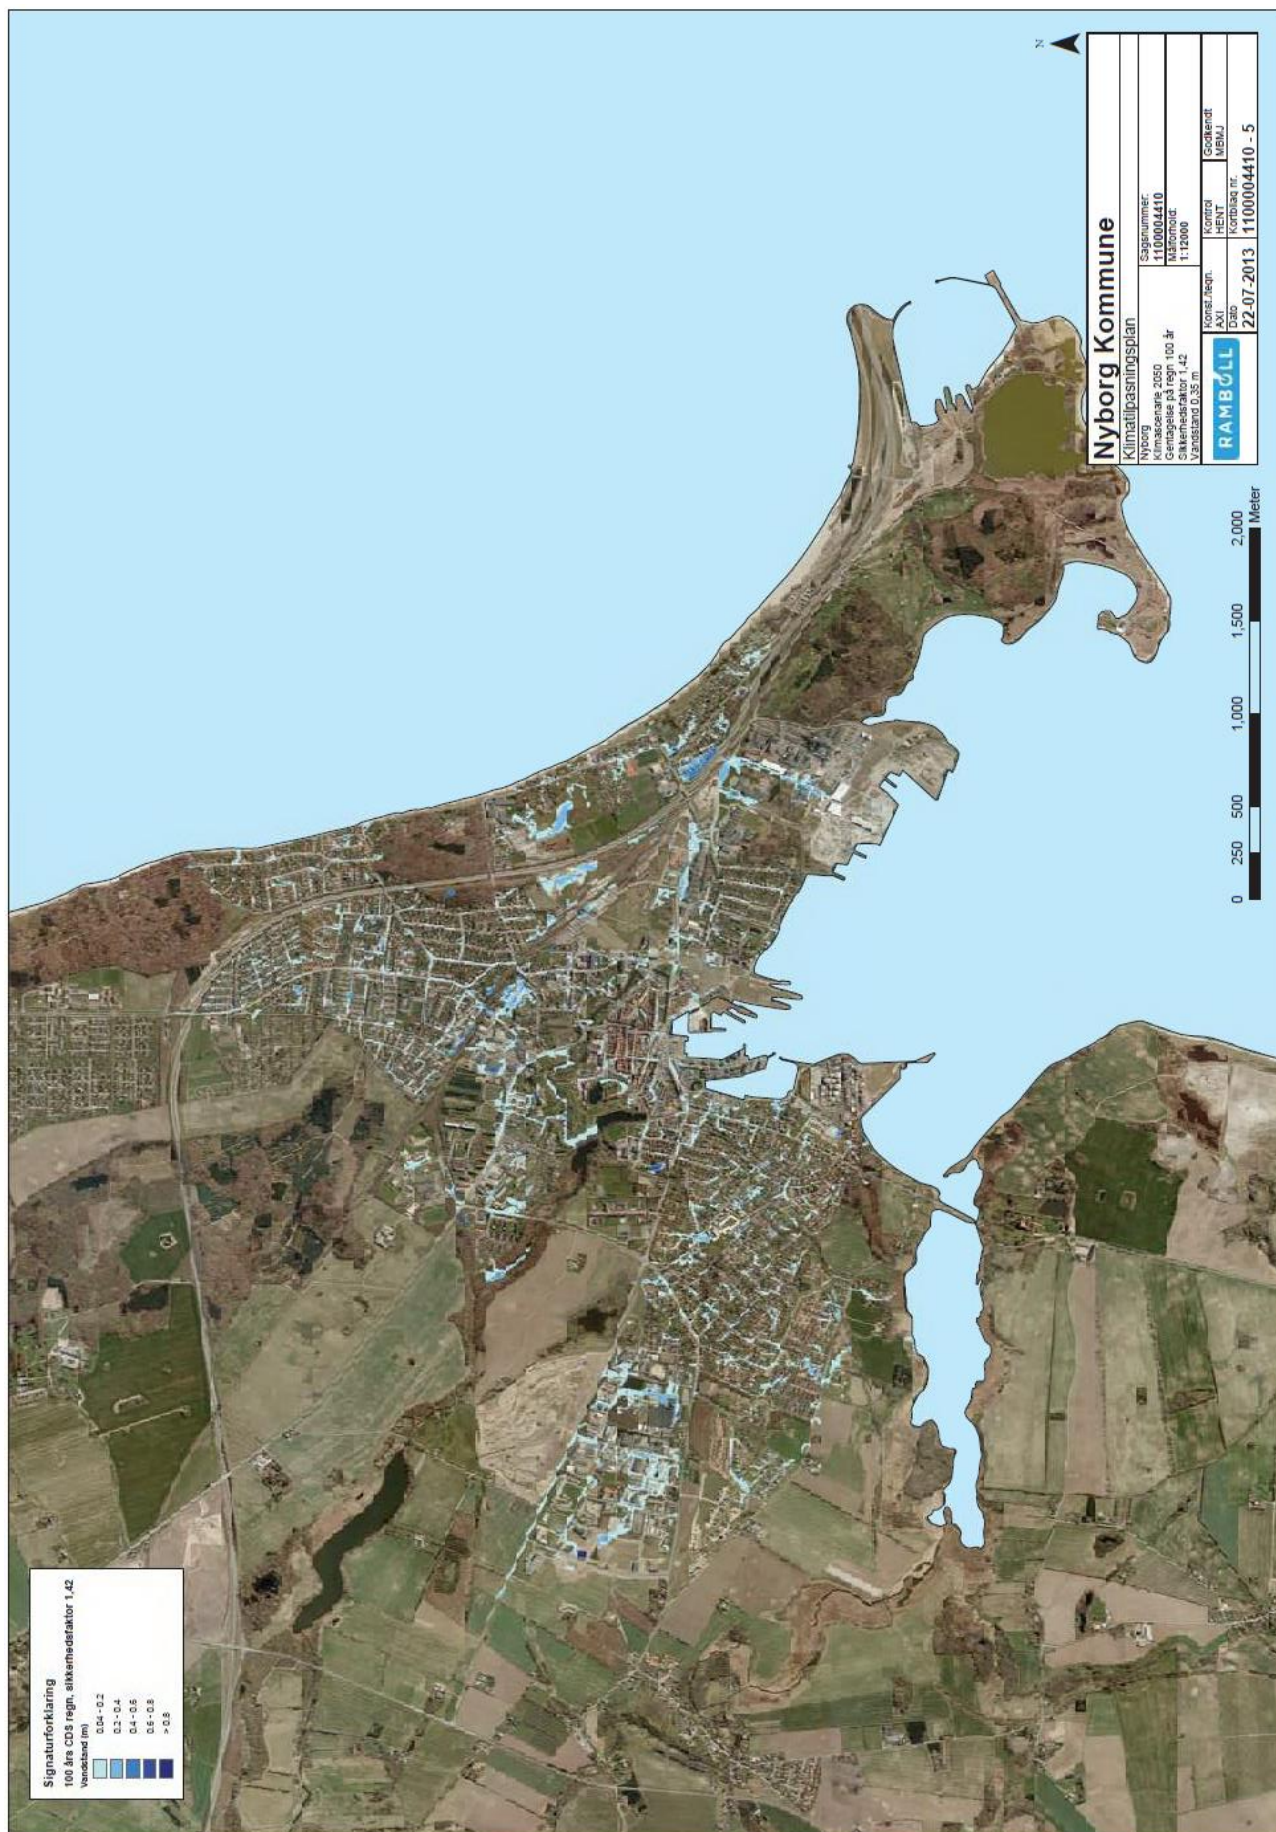 Signaturforklaring
100 års CDS regn, sikkerhedsfaktor 1,42
Vandstand (m)
0.04 - 0.2
0.2 - 0.4
0.4 - 0.6
0.6 - 0.8
> 0.8
0 250 500 1,000 1,500 2,000
Meter
N
Nyborg Kommune
Klimatilpasningsplan
Nyborg
Klimascenarie 2050
Gentagelse på regn 100 år
Sikkerhedsfaktor 1,42
Vandstand 0,35 m
Sagsnummer:
1100004410
Målforhold:
1:12000
RAMBØLL
Konst./tegn.
AXI
Kontrol
HENT
Godkendt
MBMJ
Dato
22-07-2013
Kortbilag nr.
1100004410 - 5